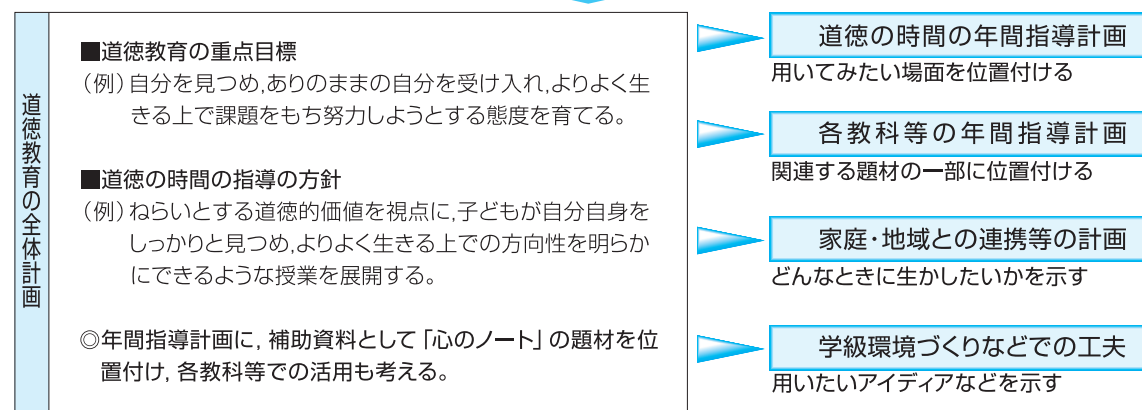 道徳教育の全体計画
■道徳教育の重点目標
（例）自分を見つめ,ありのままの自分を受け入れ,よりよく生
きる上で課題をもち努力しようとする態度を育てる。
■道徳の時間の指導の方針
（例）ねらいとする道徳的価値を視点に,子どもが自分自身を
しっかりと見つめ,よりよく生きる上での方向性を明らか
にできるような授業を展開する。
◎年間指導計画に, 補助資料として「心のノート」の題材を位
置付け, 各教科等での活用も考える。
道徳の時間の年間指導計画
用いてみたい場面を位置付ける
各教科等の年間指導計画
関連する題材の一部に位置付ける
家庭・地域との連携等の計画
どんなときに生かしたいかを示す
学級環境づくりなどでの工夫
用いたいアイディアなどを示す